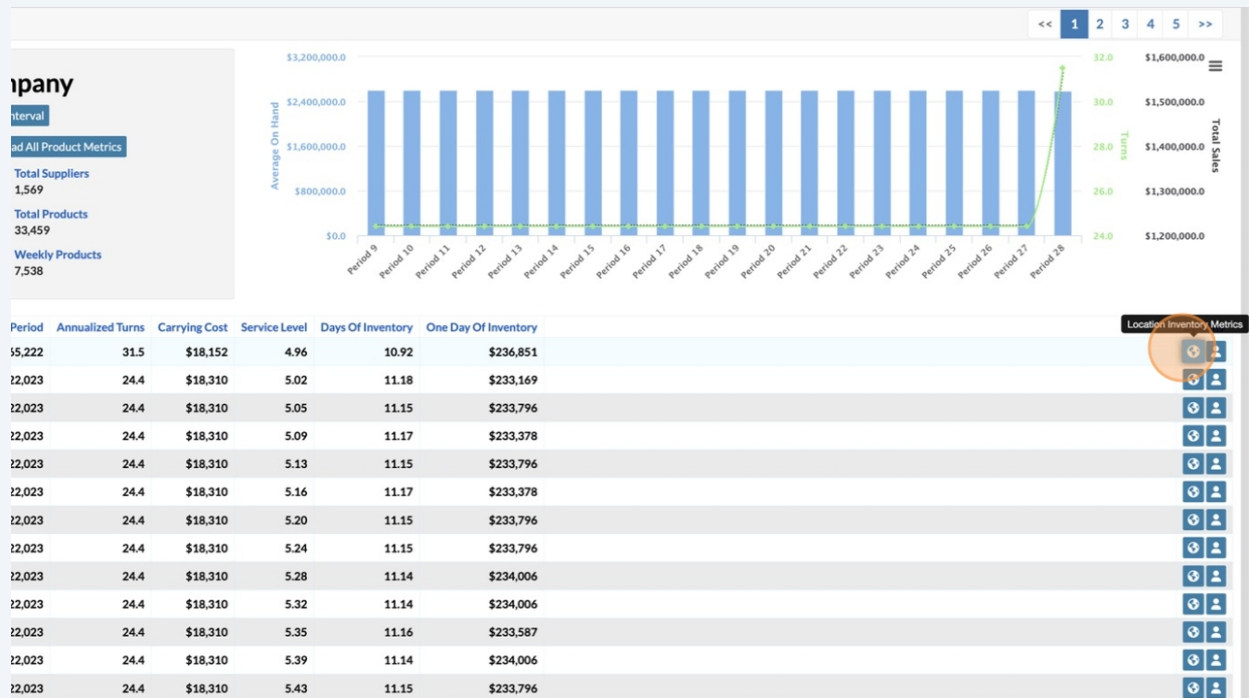 << 1 2 3 4 5 >>
mpany
nterval
ad All Product Metrics
Total Suppliers
1,569
Total Products
33,459
Weekly Products
7,538
Average On Hand
$3,200,000.0
$2,400,000.0
$1,600,000.0
$800,000.0
$0.0
32.0
30.0
28.0
26.0
24.0
Turns
$1,600,000.0
$1,500,000.0
$1,400,000.0
$1,300,000.0
$1,200,000.0
Total Sales
Period 9 Period 10 Period 11 Period 12 Period 13 Period 14 Period 15 Period 16 Period 17 Period 18 Period 19 Period 20 Period 21 Period 22 Period 23 Period 24 Period 25 Period 26 Period 27 Period 28
Location Inventory Metrics
Period Annualized Turns Carrying Cost Service Level Days Of Inventory One Day Of Inventory
65,222 31.5 $18,152 4.96 10.92 $236,851
22,023 24.4 $18,310 5.02 11.18 $233,169
22,023 24.4 $18,310 5.05 11.15 $233,796
22,023 24.4 $18,310 5.09 11.17 $233,378
22,023 24.4 $18,310 5.13 11.15 $233,796
22,023 24.4 $18,310 5.16 11.17 $233,378
22,023 24.4 $18,310 5.20 11.15 $233,796
22,023 24.4 $18,310 5.24 11.15 $233,796
22,023 24.4 $18,310 5.28 11.14 $234,006
22,023 24.4 $18,310 5.32 11.14 $234,006
22,023 24.4 $18,310 5.35 11.16 $233,587
22,023 24.4 $18,310 5.39 11.14 $234,006
22,023 24.4 $18,310 5.43 11.15 $233,796